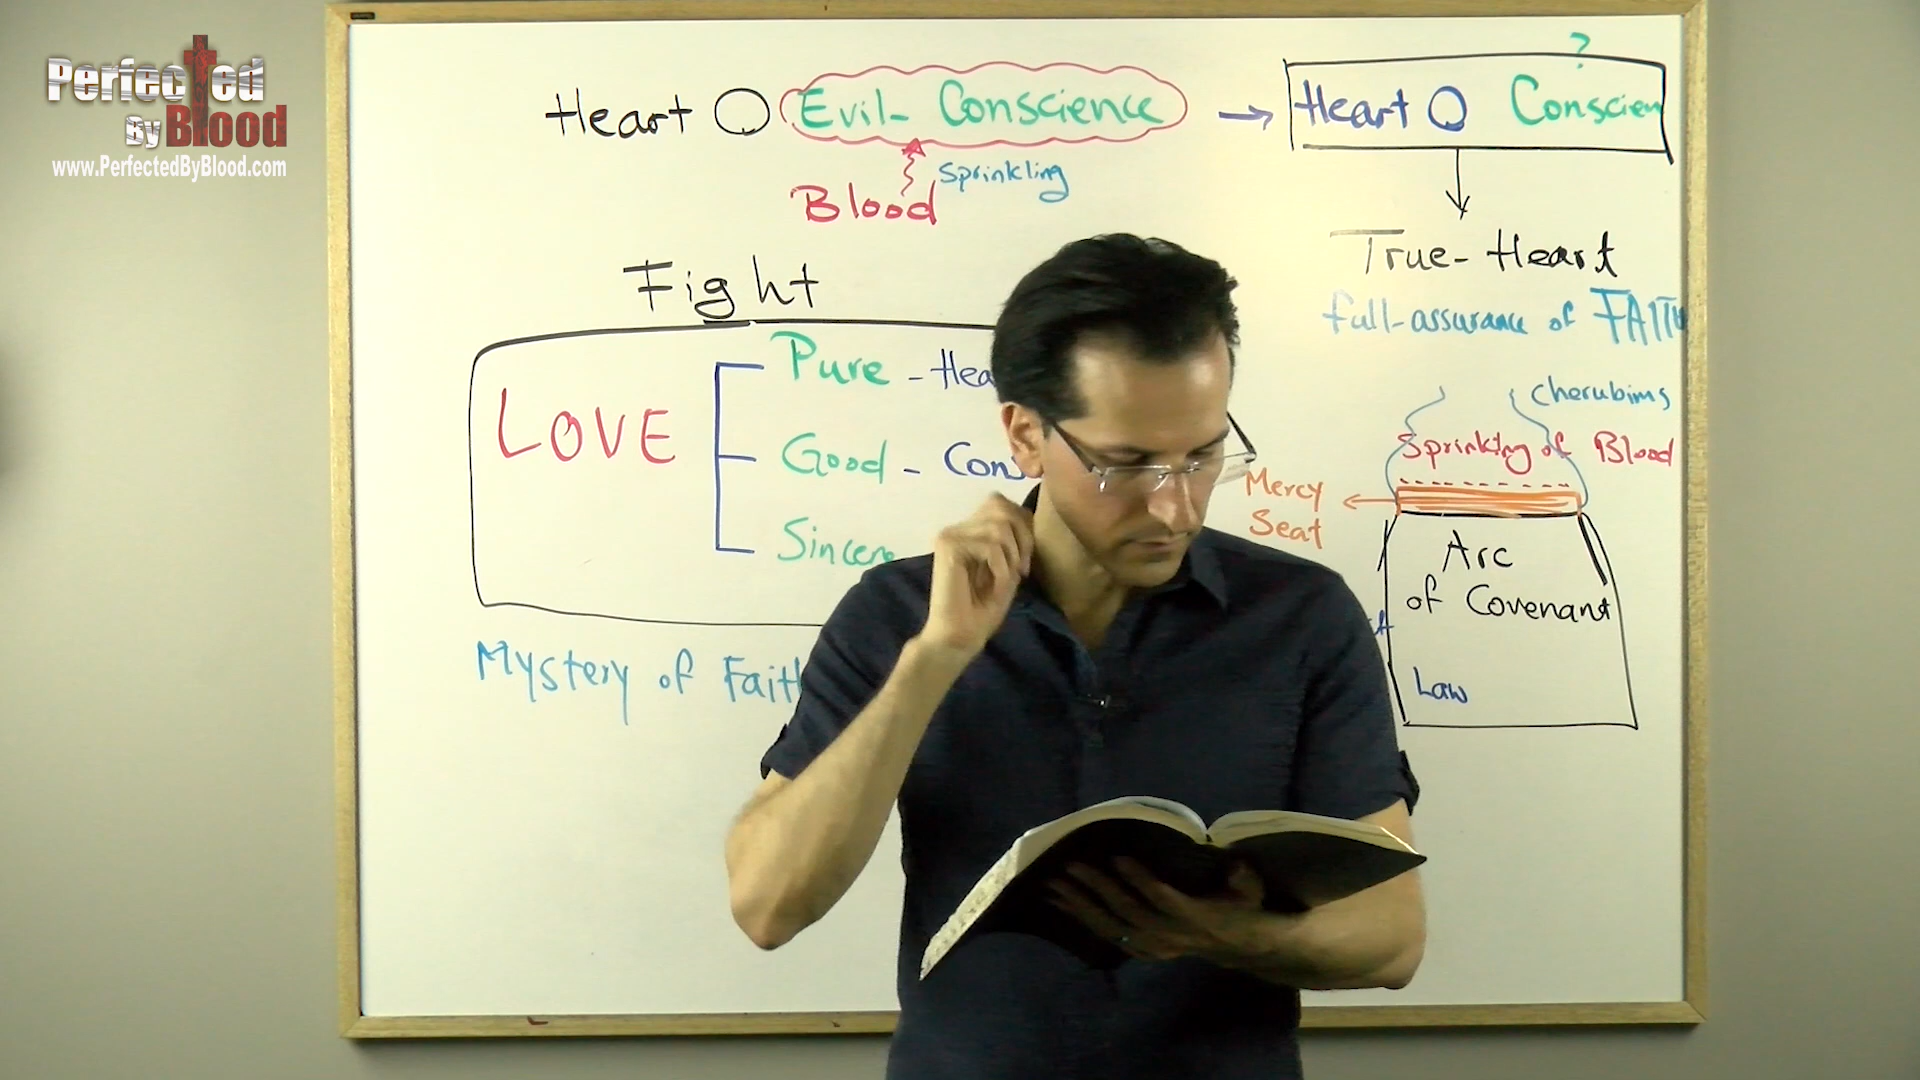 Perfected
By Blood
www.PerfectedByBlood.com
Heart Evil- Conscience → Heart Conscien
?
Sprinkling
Blood
True- Heart
full-assurance of FAITH
Fight
LOVE
Pure - Hea
Good - Con
Sincere
Mystery of Faith
Cherubims
Sprinking of Blood
Mercy
Seat
Arc
of Covenant
Law